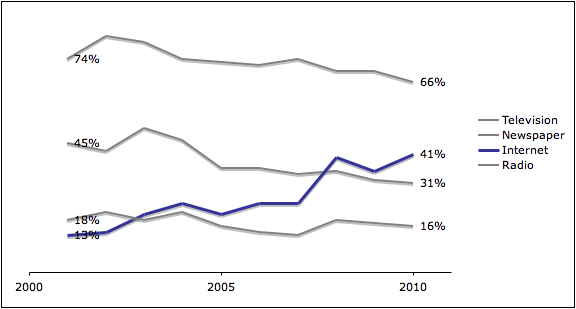 74%
66%
45%
41%
31%
18%
16%
13%
Television
Newspaper
Internet
Radio
2000
2005
2010